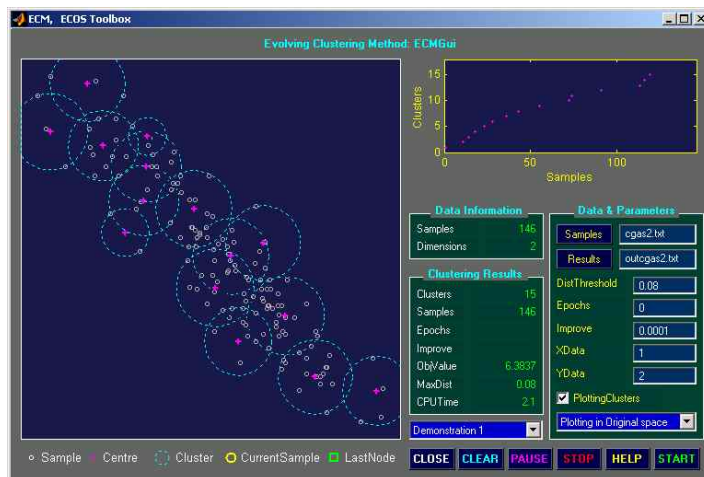 ECM, ECOS Toolbox
Evolving Clustering Method: ECMGui
15
10
5
0
Clusters
0
50
100
Samples
Data Information
Samples 146
Dimensions 2
Clustering Results
Clusters 15
Samples 146
Epochs
Improve
ObjValue 6.3837
MaxDist 0.08
CPUTime 2.1
Demonstration 1
Data & Parameters
Samples cgas2.txt
Results outcgas2.txt
DistThreshold 0.08
Epochs 0
Improve 0.0001
XData 1
YData 2
PlottingClusters
Plotting in Original space
Sample Centre Cluster CurrentSample LastNode
CLOSE CLEAR PAUSE STOP HELP START